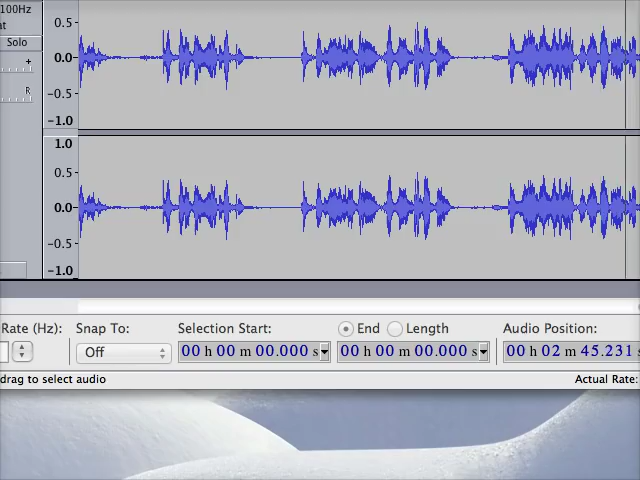 100Hz
at
Solo
+
R
0.5
0.0
-0.5
-1.0
1.0
0.5
0.0
-0.5
-1.0
Rate (Hz): Snap To: Selection Start: End Length Audio Position:
Off 00 h 00 m 00.000 s 00 h 00 m 00.000 s 00 h 02 m 45.231 s
drag to select audio Actual Rate: